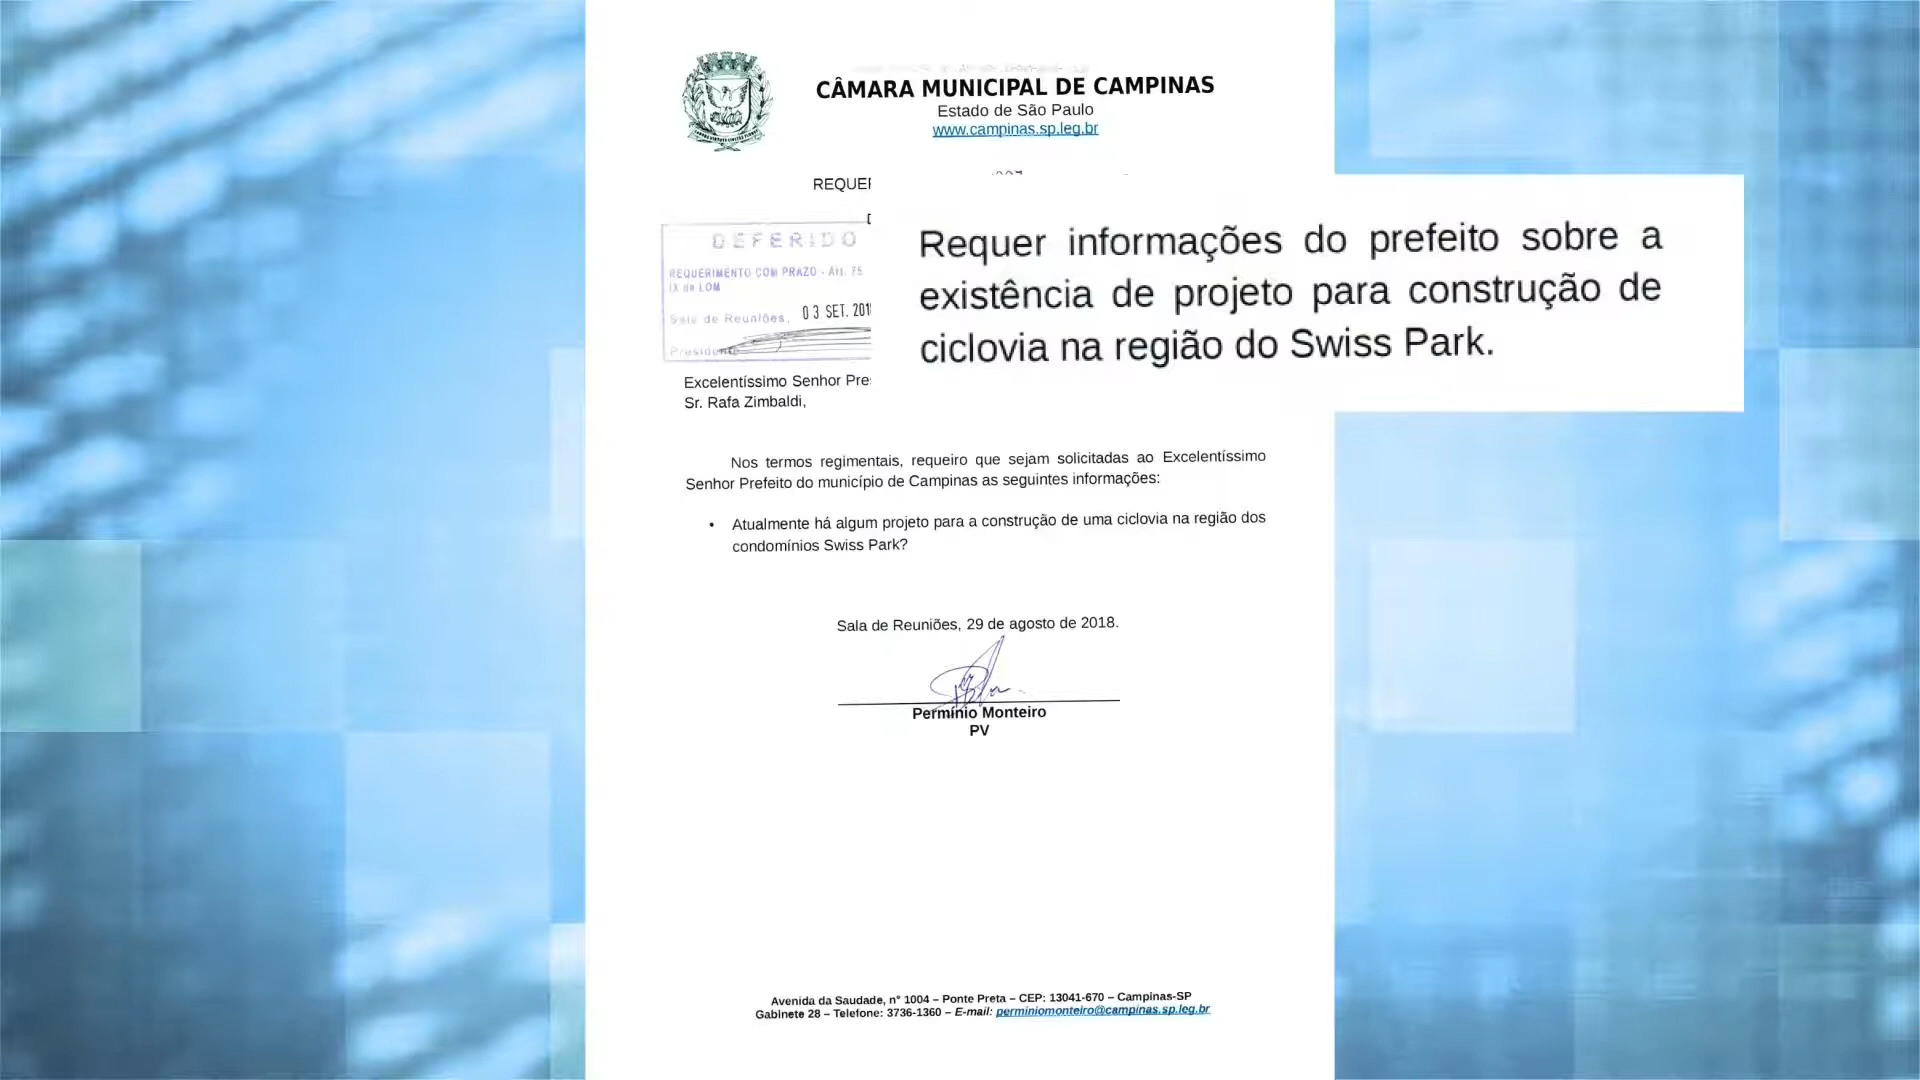 CÂMARA MUNICIPAL DE CAMPINAS
Estado de São Paulo
www.campinas.sp.leg.br
DEFERIDO
REQUERIMENTO COM PRAZO - Art. 75
IX da LOM
Sala de Reuniões, 03 SET. 201
Presidente
Requer informações do prefeito sobre a
existência de projeto para construção de
ciclovia na região do Swiss Park.
Excelentíssimo Senhor
Sr. Rafa Zimbaldi,
Nos termos regimentais, requeiro que sejam solicitadas ao Excelentíssimo
Senhor Prefeito do município de Campinas as seguintes informações:
• Atualmente há algum projeto para a construção de uma ciclovia na região dos
condomínios Swiss Park?
Sala de Reuniões, 29 de agosto de 2018.
Permínio Monteiro
PV
Avenida da Saudade, n° 1004 – Ponte Preta – CEP: 13041-670 – Campinas-SP
Gabinete 28 – Telefone: 3736-1360 – E-mail: perminiomonteiro@campinas.sp.leg.br